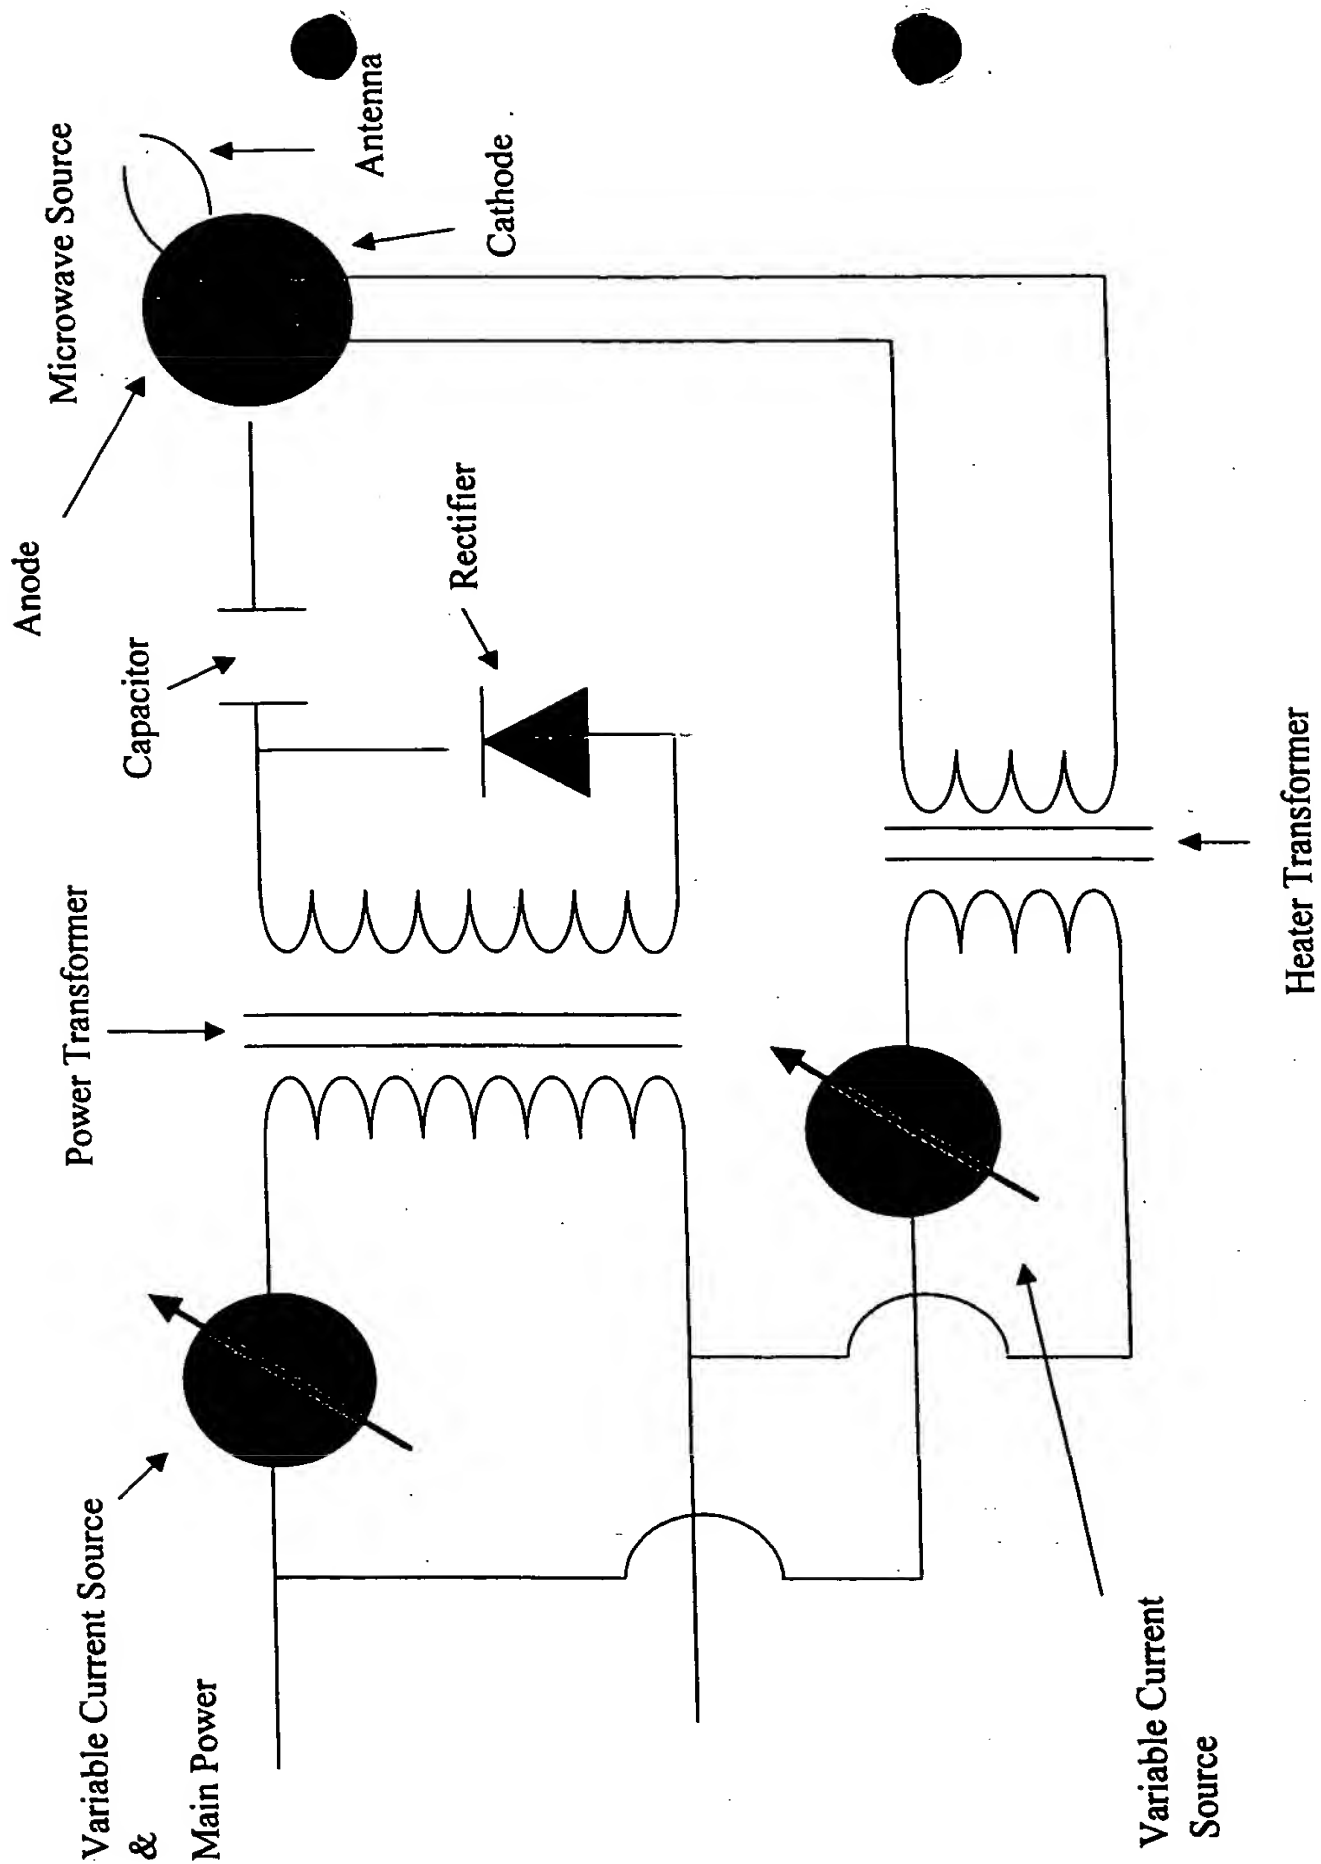 Variable Current Source
&
Main Power
Power Transformer
Capacitor
Anode
Microwave Source
Antenna
Cathode
Rectifier
Variable Current
Source
Heater Transformer